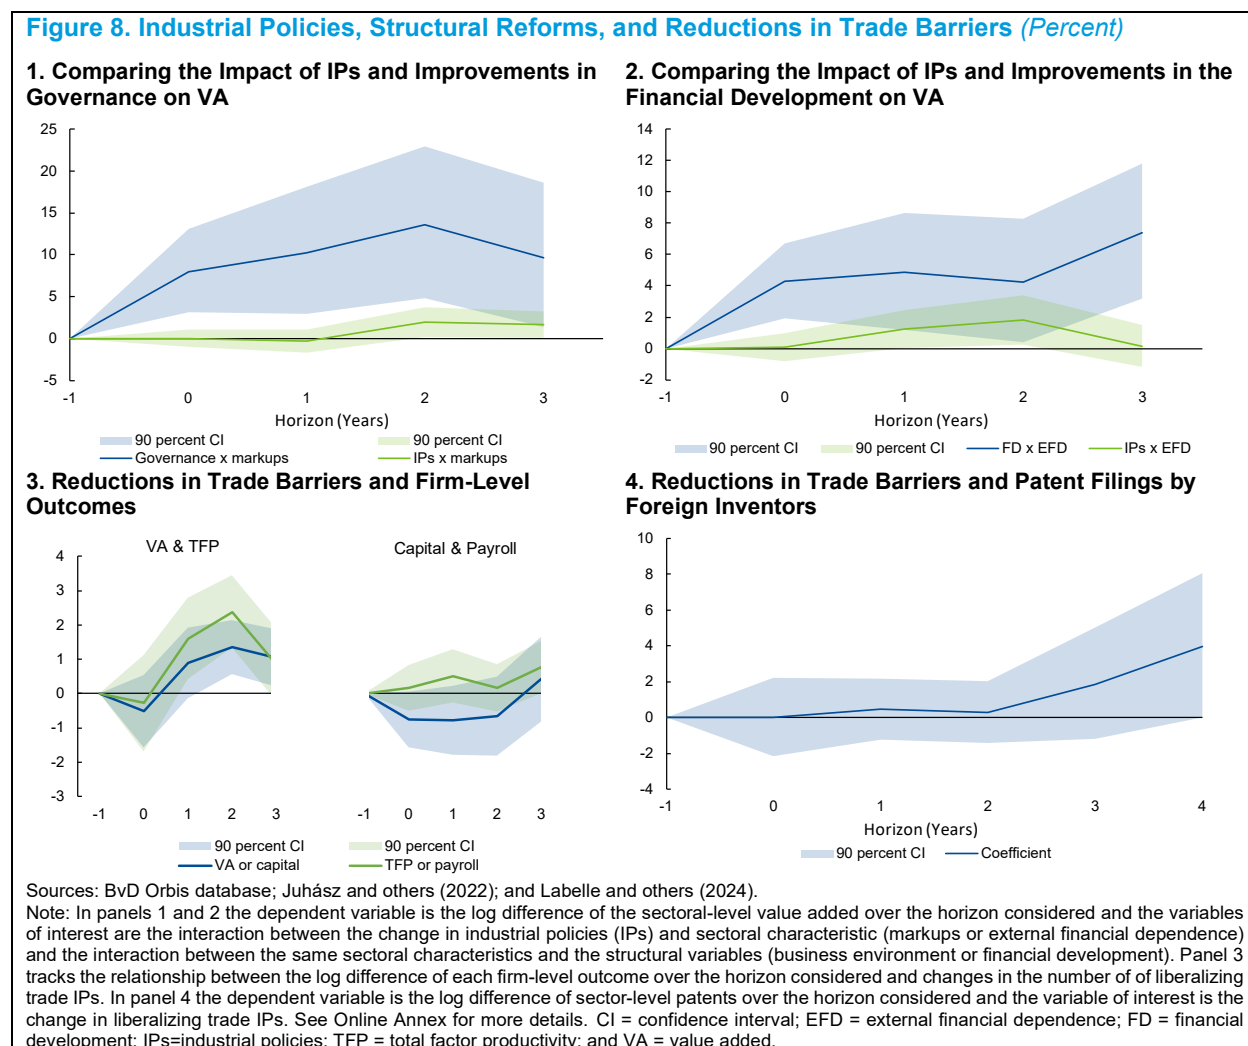 Figure 8. Industrial Policies, Structural Reforms, and Reductions in Trade Barriers (Percent)
1. Comparing the Impact of IPs and Improvements in
Governance on VA
25
20
15
10
5
0
-5
-1 0 1 2 3
Horizon (Years)
90 percent CI 90 percent CI
Governance x markups IPs x markups
2. Comparing the Impact of IPs and Improvements in the
Financial Development on VA
14
12
10
8
6
4
2
0
-2
-1 0 1 2 3
Horizon (Years)
90 percent CI 90 percent CI FD x EFD IPs x EFD
3. Reductions in Trade Barriers and Firm-Level
Outcomes
VA & TFP Capital & Payroll
4
3
2
1
0
-1
-2
-3
-1 0 1 2 3 -1 0 1 2 3
90 percent CI 90 percent CI
VA or capital TFP or payroll
4. Reductions in Trade Barriers and Patent Filings by
Foreign Inventors
10
8
6
4
2
0
-2
-4
-1 0 1 2 3 4
Horizon (Years)
90 percent CI Coefficient
Sources: BvD Orbis database; Juhász and others (2022); and Labelle and others (2024).
Note: In panels 1 and 2 the dependent variable is the log difference of the sectoral-level value added over the horizon considered and the variables
of interest are the interaction between the change in industrial policies (IPs) and sectoral characteristic (markups or external financial dependence)
and the interaction between the same sectoral characteristics and the structural variables (business environment or financial development). Panel 3
tracks the relationship between the log difference of each firm-level outcome over the horizon considered and changes in the number of of liberalizing
trade IPs. In panel 4 the dependent variable is the log difference of sector-level patents over the horizon considered and the variable of interest is the
change in liberalizing trade IPs. See Online Annex for more details. CI = confidence interval; EFD = external financial dependence; FD = financial
development; IPs=industrial policies; TFP = total factor productivity; and VA = value added.